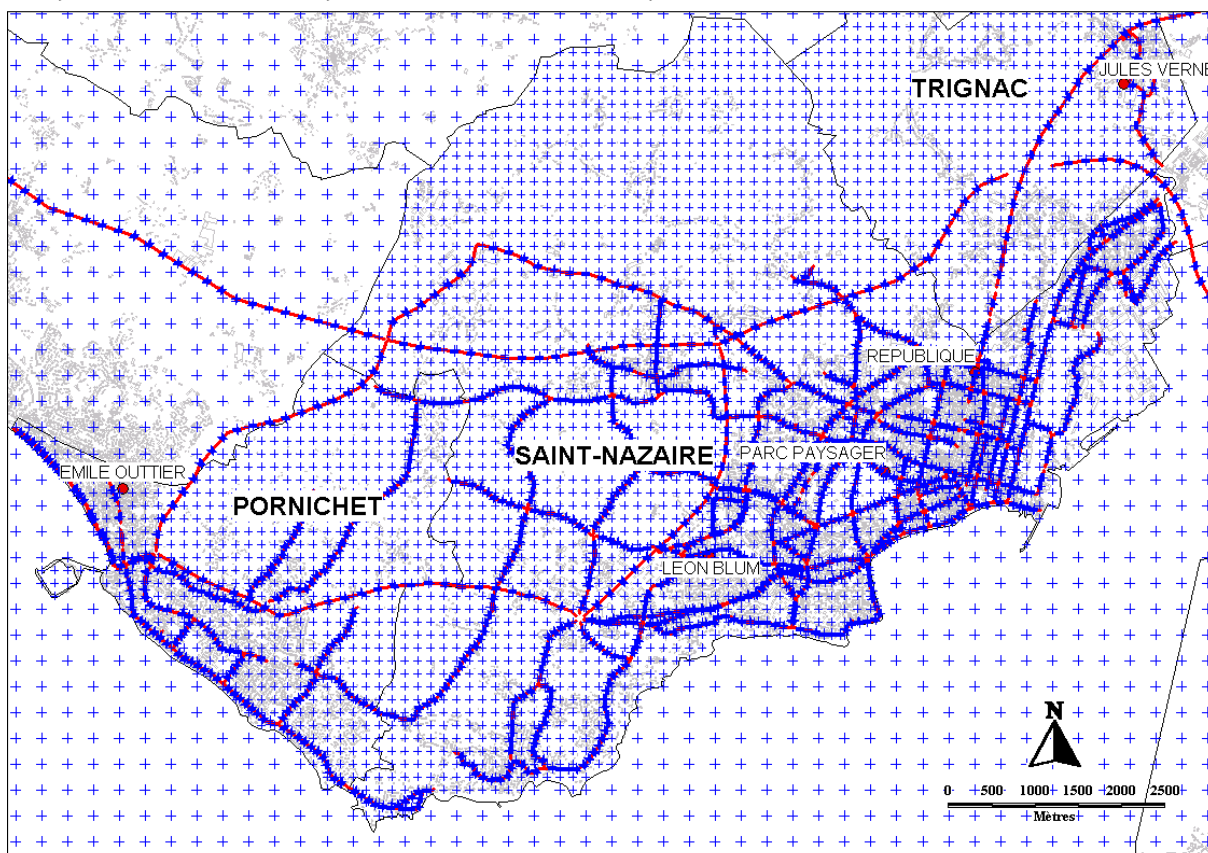 JULES VERNE
TRIGNAC
REPUBLIQUE
SAINT-NAZAIRE
PARC PAYSAGER
EMILE OUTTIER
PORNICHET
LEON BLUM
N
0 500 1000 1500 2000 2500
Mètres